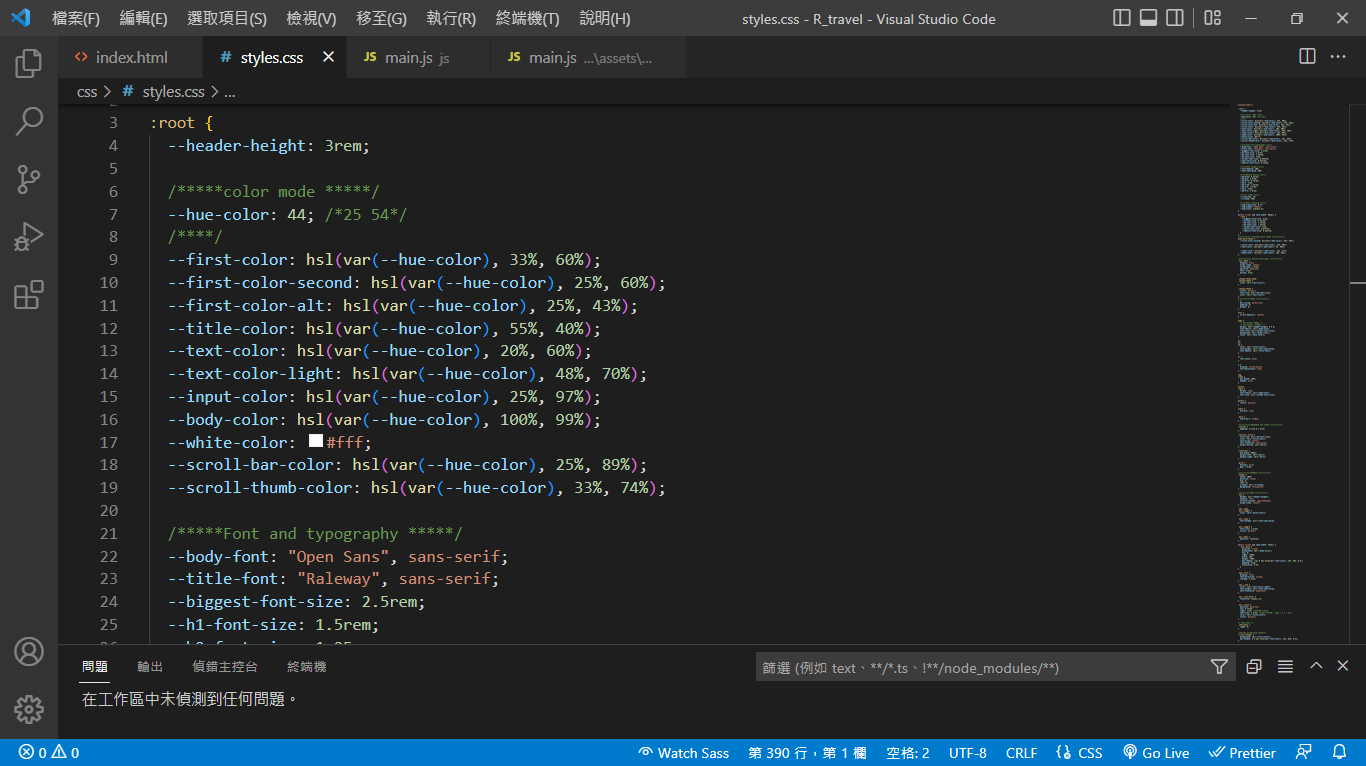 檔案(F) 編輯(E) 選取項目(S) 檢視(V) 移至(G) 執行(R) 終端機(T) 說明(H) styles.css - R_travel - Visual Studio Code
index.html # styles.css JS main.js js JS main.js ...\assets\...
css > # styles.css > ...
3 :root {
4 --header-height: 3rem;
5
6 /*****color mode *****/
7 --hue-color: 44; /*25 54*/
8 /****/
9 --first-color: hsl(var(--hue-color), 33%, 60%);
10 --first-color-second: hsl(var(--hue-color), 25%, 60%);
11 --first-color-alt: hsl(var(--hue-color), 25%, 43%);
12 --title-color: hsl(var(--hue-color), 55%, 40%);
13 --text-color: hsl(var(--hue-color), 20%, 60%);
14 --text-color-light: hsl(var(--hue-color), 48%, 70%);
15 --input-color: hsl(var(--hue-color), 25%, 97%);
16 --body-color: hsl(var(--hue-color), 100%, 99%);
17 --white-color: #fff;
18 --scroll-bar-color: hsl(var(--hue-color), 25%, 89%);
19 --scroll-thumb-color: hsl(var(--hue-color), 33%, 74%);
20
21 /*****Font and typography *****/
22 --body-font: "Open Sans", sans-serif;
23 --title-font: "Raleway", sans-serif;
24 --biggest-font-size: 2.5rem;
25 --h1-font-size: 1.5rem;
問題 輸出 偵錯主控台 終端機 篩選 (例如 text、**/*.ts、!**/node_modules/**)
在工作區中未偵測到任何問題。
0 0 Watch Sass 第 390 行，第 1 欄 空格: 2 UTF-8 CRLF CSS Go Live Prettier